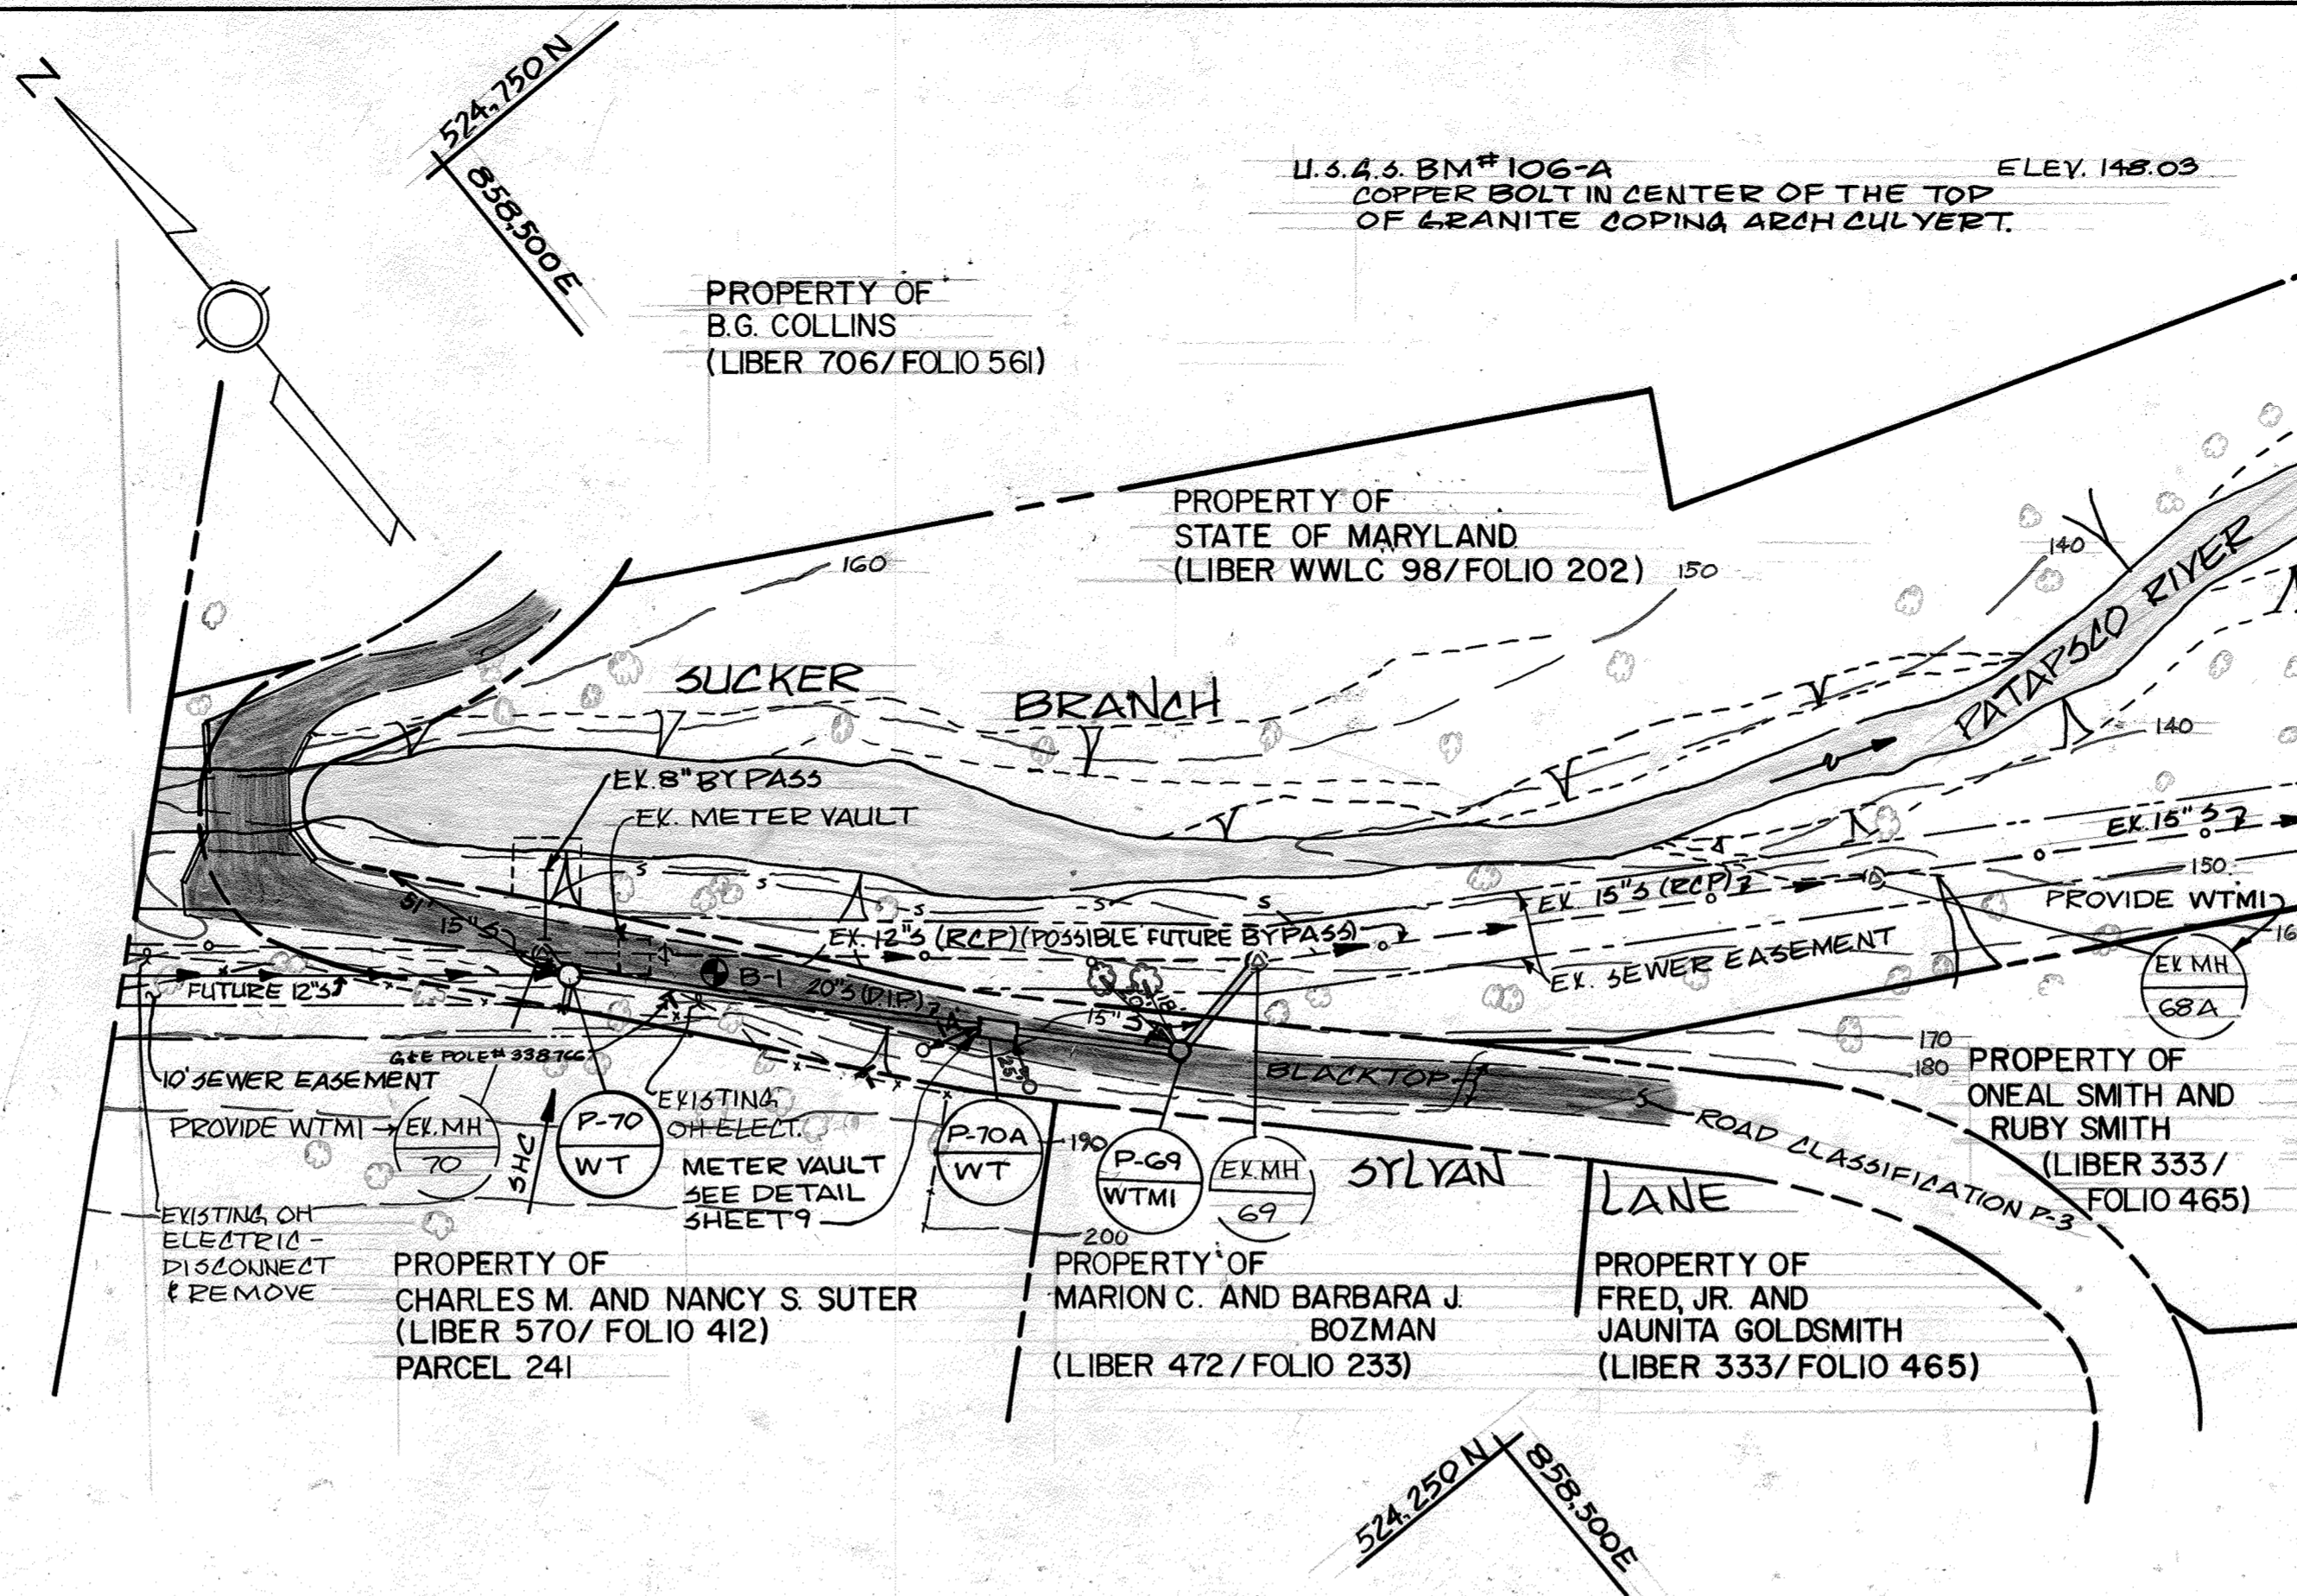 N
524,750 N
858,500 E
U.S.G.S. BM# 106-A ELEV. 148.03
COPPER BOLT IN CENTER OF THE TOP
OF GRANITE COPING ARCH CULVERT.
PROPERTY OF
B.G. COLLINS
(LIBER 706/FOLIO 561)
PROPERTY OF
STATE OF MARYLAND
(LIBER WWLC 98/FOLIO 202)
150
160
140
PATAPSCO RIVER
SUCKER BRANCH
140
EX. 8" BYPASS
EX. METER VAULT
EX. 15" S
150
PROVIDE WTMI
EX. 15" S (RCP)
51'
15" S
EX. 12" S (RCP) (POSSIBLE FUTURE BYPASS)
EX. SEWER EASEMENT
16
EX MH
68A
FUTURE 12" S
B-1
20" S (D.I.P.)
15" S
G&E POLE # 338766
10' SEWER EASEMENT
BLACKTOP
170
180
PROPERTY OF
ONEAL SMITH AND
RUBY SMITH
(LIBER 333/
FOLIO 465)
PROVIDE WTMI
EX. MH
70
SHC
P-70
WT
EXISTING
OH ELECT.
METER VAULT
SEE DETAIL
SHEET 9
P-70A
WT
190
P-69
WTMI
EX. MH
69
SYLVAN LANE
ROAD CLASSIFICATION P-3
200
EXISTING OH
ELECTRIC -
DISCONNECT
& REMOVE
PROPERTY OF
CHARLES M. AND NANCY S. SUTER
(LIBER 570/ FOLIO 412)
PARCEL 241
PROPERTY OF
MARION C. AND BARBARA J.
BOZMAN
(LIBER 472/FOLIO 233)
PROPERTY OF
FRED, JR. AND
JAUNITA GOLDSMITH
(LIBER 333/FOLIO 465)
524,250 N
858,500 E